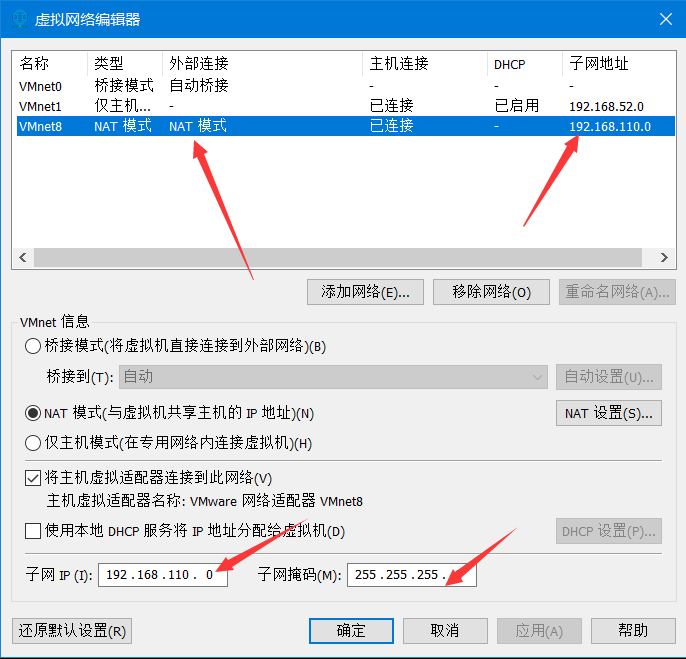 虚拟网络编辑器
名称 类型 外部连接 主机连接 DHCP 子网地址
VMnet0 桥接模式 自动桥接 - - -
VMnet1 仅主机... - 已连接 已启用 192.168.52.0
VMnet8 NAT 模式 NAT 模式 已连接 - 192.168.110.0
添加网络(E)... 移除网络(O) 重命名网络(A)...
VMnet 信息
桥接模式(将虚拟机直接连接到外部网络)(B)
桥接到(T): 自动 自动设置(U)...
NAT 模式(与虚拟机共享主机的 IP 地址)(N) NAT 设置(S)...
仅主机模式(在专用网络内连接虚拟机)(H)
将主机虚拟适配器连接到此网络(V)
主机虚拟适配器名称: VMware 网络适配器 VMnet8
使用本地 DHCP 服务将 IP 地址分配给虚拟机(D) DHCP 设置(P)...
子网 IP (I): 192 .168 .110 . 0 子网掩码(M): 255 .255 .255 .
还原默认设置(R) 确定 取消 应用(A) 帮助